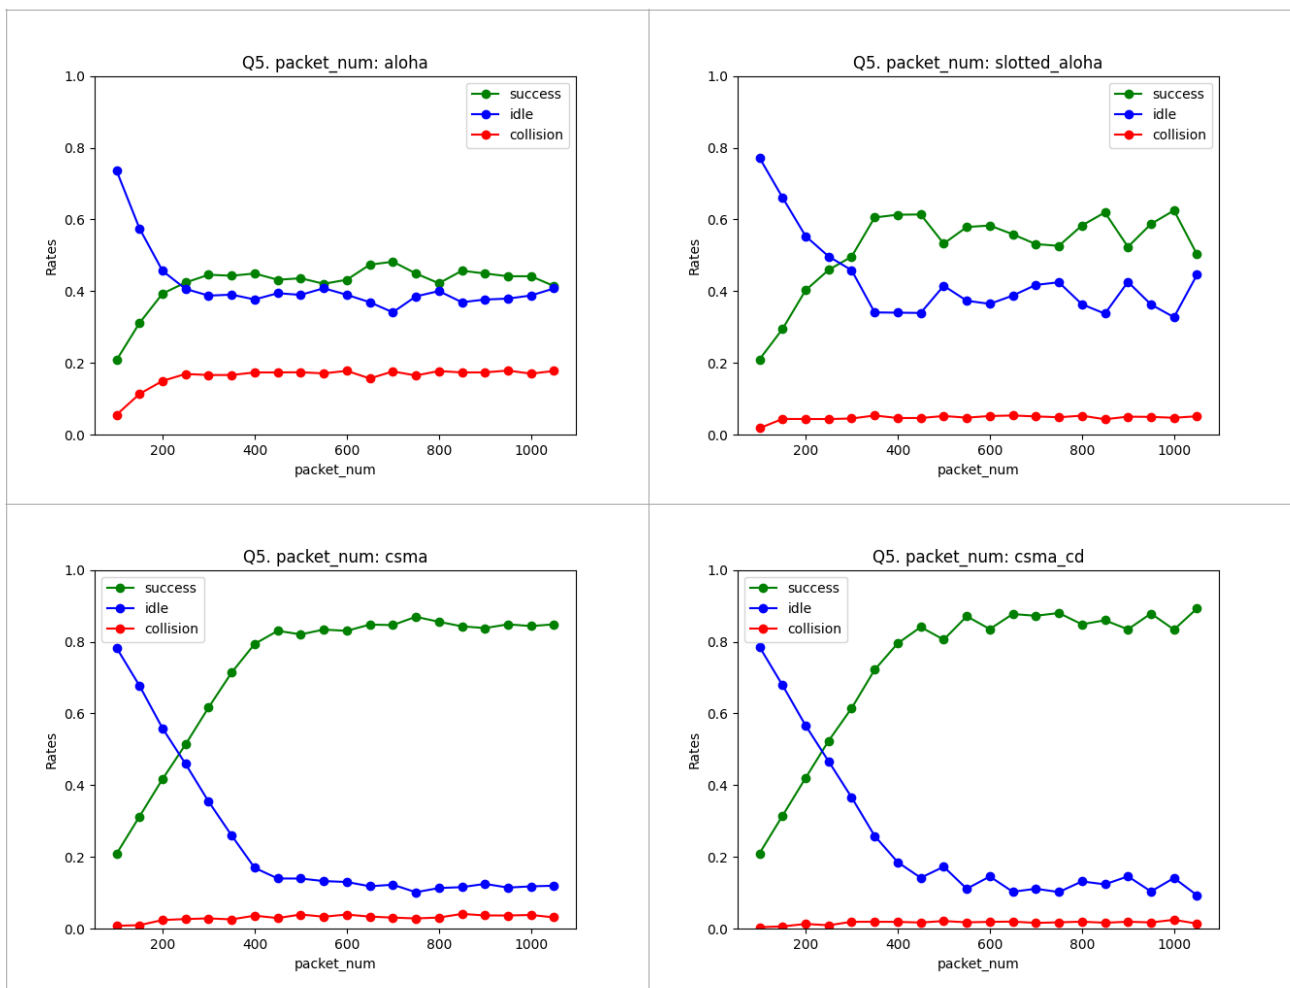 Q5. packet_num: aloha
1.0
0.8
0.6
0.4
0.2
0.0
Rates
success
idle
collision
200 400 600 800 1000
packet_num
Q5. packet_num: slotted_aloha
1.0
0.8
0.6
0.4
0.2
0.0
Rates
success
idle
collision
200 400 600 800 1000
packet_num
Q5. packet_num: csma
1.0
0.8
0.6
0.4
0.2
0.0
Rates
success
idle
collision
200 400 600 800 1000
packet_num
Q5. packet_num: csma_cd
1.0
0.8
0.6
0.4
0.2
0.0
Rates
success
idle
collision
200 400 600 800 1000
packet_num